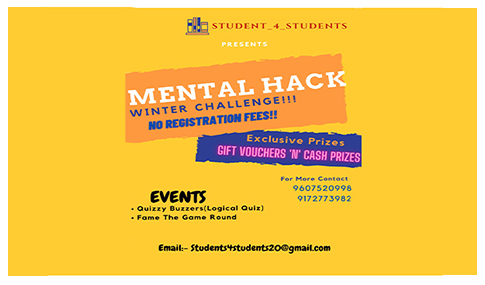 STUDENT_4_STUDENTS
PRESENTS
MENTAL HACK
WINTER CHALLENGE!!!
NO REGISTRATION FEES!!
Exclusive Prizes
GIFT VOUCHERS 'N' CASH PRIZES
For More Contact
9607520998
9172773982
EVENTS
• Quizzy Buzzers(Logical Quiz)
• Fame The Game Round
Email:- Students4students20@gmail.com